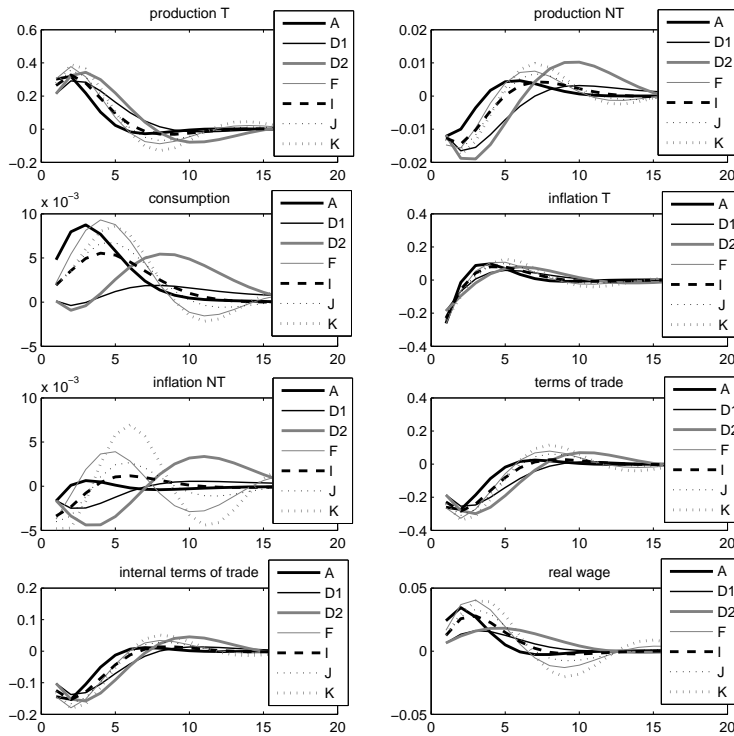 production T
0.6
0.4
0.2
0
−0.2
0 5 10 15 20
A
D1
D2
F
I
J
K
production NT
0.02
0.01
0
−0.01
−0.02
0 5 10 15 20
A
D1
D2
F
I
J
K
consumption
x 10⁻³
10
5
0
−5
0 5 10 15 20
A
D1
D2
F
I
J
K
inflation T
0.4
0.2
0
−0.2
−0.4
0 5 10 15 20
A
D1
D2
F
I
J
K
inflation NT
x 10⁻³
10
5
0
−5
0 5 10 15 20
A
D1
D2
F
I
J
K
terms of trade
0.4
0.2
0
−0.2
−0.4
0 5 10 15 20
A
D1
D2
F
I
J
K
internal terms of trade
0.2
0.1
0
−0.1
−0.2
0 5 10 15 20
A
D1
D2
F
I
J
K
real wage
0.05
0
0.05
0 5 10 15 20
A
D1
D2
F
I
J
K